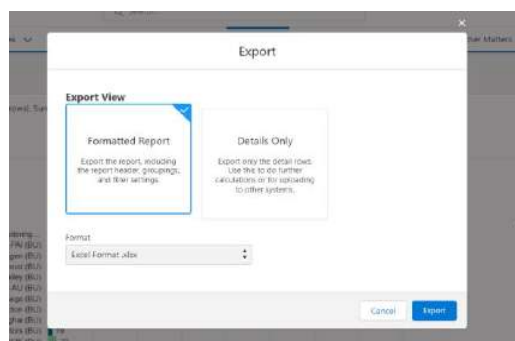 Export
Export View
Formatted Report
Export the report, including
the report header, groupings,
and filter settings.
Details Only
Export only the detail rows.
Use this to do further
calculations or for uploading
to other systems.
Format
Excel Format .xlsx
Cancel
Export